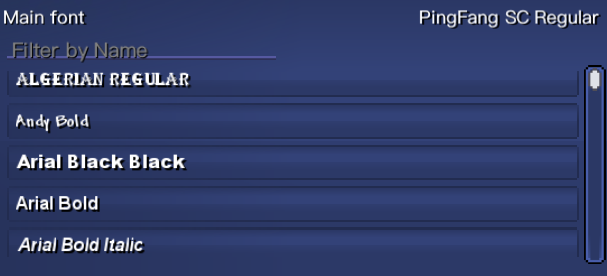 Main font
PingFang SC Regular
Filter by Name
ALGERIAN REGULAR
Andy Bold
Arial Black Black
Arial Bold
Arial Bold Italic